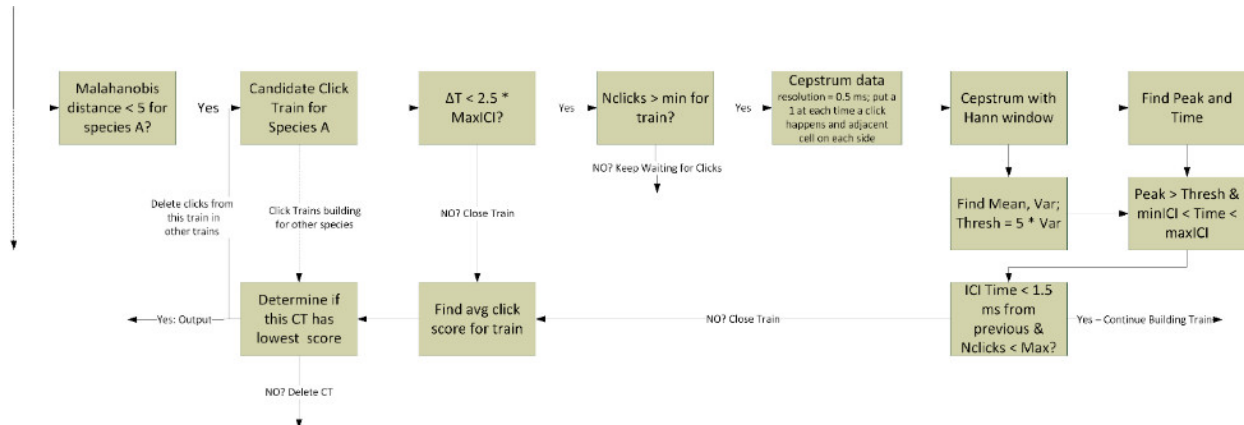 Malahanobis
distance < 5 for
species A?
Yes
Candidate Click
Train for
Species A
ΔT < 2.5 *
MaxICI?
Yes
Nclicks > min for
train?
Yes
Cepstrum data
resolution = 0.5 ms; put a
1 at each time a click
happens and adjacent
cell on each side
Cepstrum with
Hann window
Find Peak and
Time
NO? Keep Waiting for Clicks
Delete clicks from
this train in
other trains
Click Trains building
for other species
NO? Close Train
Find Mean, Var;
Thresh = 5 * Var
Peak > Thresh &
minICI < Time <
maxICI
Yes: Output
Determine if
this CT has
lowest score
Find avg click
score for train
NO? Close Train
ICI Time < 1.5
ms from
previous &
Nclicks < Max?
Yes – Continue Building Train
NO? Delete CT